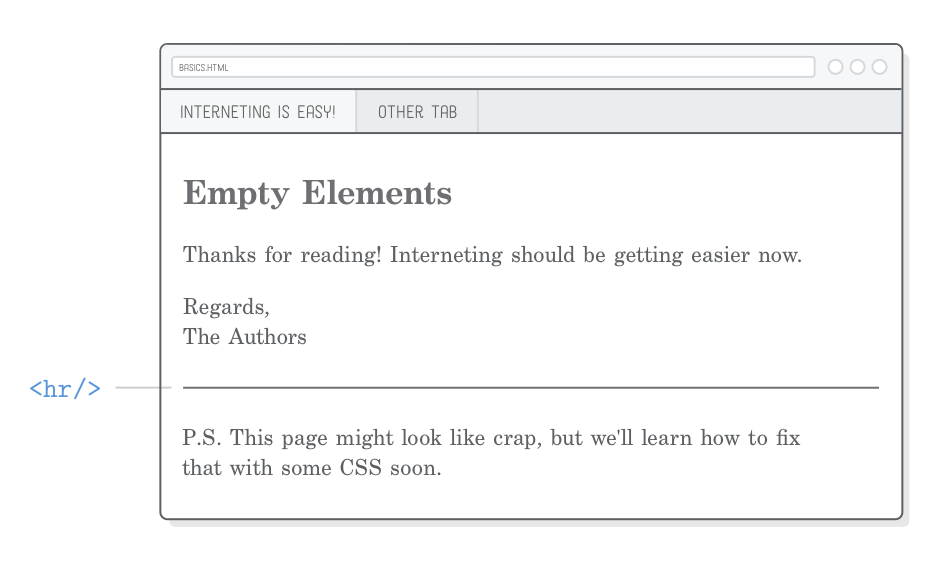 BASICS.HTML
INTERNETING IS EASY! OTHER TAB
Empty Elements
Thanks for reading! Interneting should be getting easier now.
Regards,
The Authors
<hr/>
P.S. This page might look like crap, but we'll learn how to fix
that with some CSS soon.